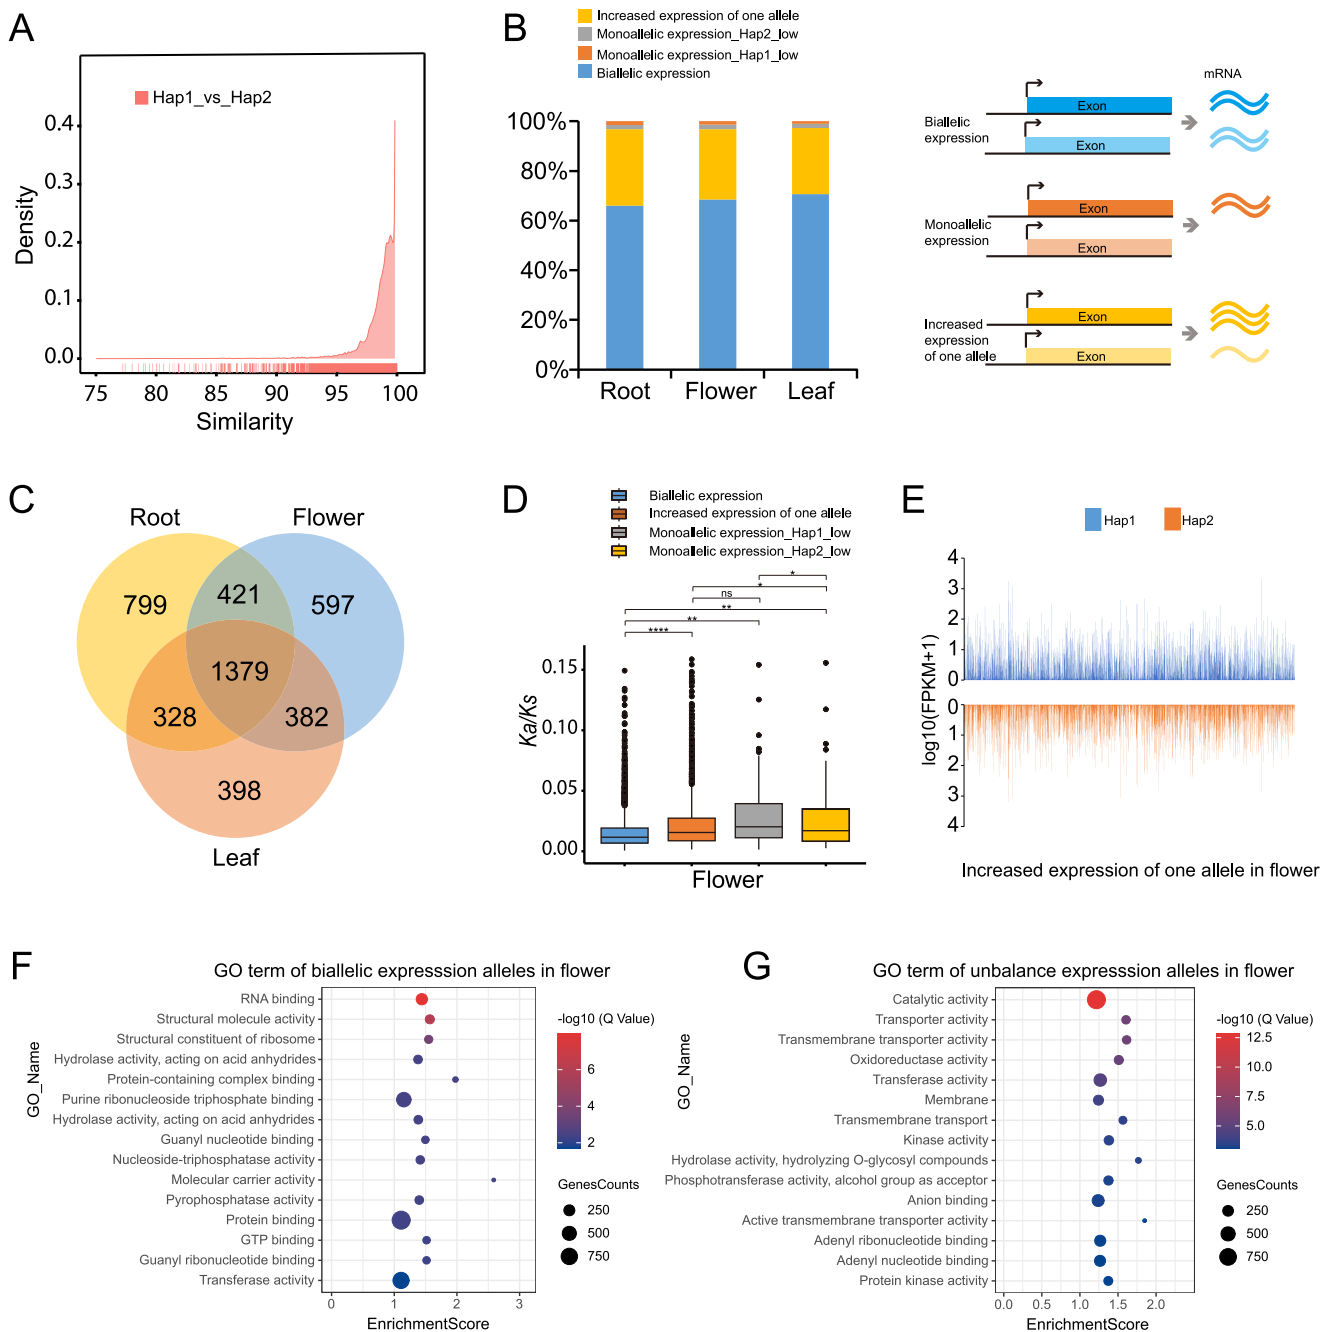 A
Hap1_vs_Hap2
0.4
0.3
0.2
0.1
0.0
Density
75 80 85 90 95 100
Similarity
B
Increased expression of one allele
Monoallelic expression_Hap2_low
Monoallelic expression_Hap1_low
Biallelic expression
100%
80%
60%
40%
20%
0%
Root Flower Leaf
mRNA
Biallelic
expression
Exon
Exon
Monoallelic
expression
Exon
Exon
Increased
expression
of one allele
Exon
Exon
C
Root Flower
799 421 597
1379
328 382
398
Leaf
D
Biallelic expression
Increased expression of one allele
Monoallelic expression_Hap1_low
Monoallelic expression_Hap2_low
*
*
ns
**
**
****
0.15
0.10
0.05
0.00
Ka/Ks
Flower
E
Hap1 Hap2
4
3
2
1
0
0
1
2
3
4
log10(FPKM+1)
Increased expression of one allele in flower
F
GO term of biallelic expresssion alleles in flower
GO_Name
RNA binding
Structural molecule activity
Structural constituent of ribosome
Hydrolase activity, acting on acid anhydrides
Protein-containing complex binding
Purine ribonucleoside triphosphate binding
Hydrolase activity, acting on acid anhydrides
Guanyl nucleotide binding
Nucleoside-triphosphatase activity
Molecular carrier activity
Pyrophosphatase activity
Protein binding
GTP binding
Guanyl ribonucleotide binding
Transferase activity
0 1 2 3
EnrichmentScore
-log10 (Q Value)
6
4
2
GenesCounts
250
500
750
G
GO term of unbalance expresssion alleles in flower
GO_Name
Catalytic activity
Transporter activity
Transmembrane transporter activity
Oxidoreductase activity
Transferase activity
Membrane
Transmembrane transport
Kinase activity
Hydrolase activity, hydrolyzing O-glycosyl compounds
Phosphotransferase activity, alcohol group as acceptor
Anion binding
Active transmembrane transporter activity
Adenyl ribonucleotide binding
Adenyl nucleotide binding
Protein kinase activity
0.0 0.5 1.0 1.5 2.0
EnrichmentScore
-log10 (Q Value)
12.5
10.0
7.5
5.0
GenesCounts
250
500
750